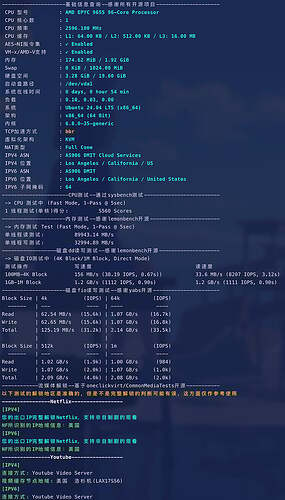 ---------------------基础信息查询--感谢所有开源项目---------------------
CPU 型号 : AMD EPYC 9655 96-Core Processor
CPU 核心数 : 1
CPU 频率 : 2596.100 MHz
CPU 缓存 : L1: 64.00 KB / L2: 512.00 KB / L3: 16.00 MB
AES-NI指令集 : ✔ Enabled
VM-x/AMD-V支持 : ✔ Enabled
内存 : 174.62 MiB / 1.92 GiB
Swap : 0 KiB / 1024.00 MiB
硬盘空间 : 3.28 GiB / 19.60 GiB
启动盘路径 : /dev/vda1
系统在线时间 : 0 days, 0 hour 54 min
负载 : 0.10, 0.03, 0.00
系统 : Ubuntu 24.04 LTS (x86_64)
架构 : x86_64 (64 Bit)
内核 : 6.8.0-35-generic
TCP加速方式 : bbr
虚拟化架构 : KVM
NAT类型 : Full Cone
IPV4 ASN : AS906 DMIT Cloud Services
IPV4 位置 : Los Angeles / California / US
IPV6 ASN : AS906 DMIT
IPV6 位置 : Los Angeles / California / United States
IPV6 子网掩码 : 64
----------------------CPU测试--通过sysbench测试----------------------
-> CPU 测试中 (Fast Mode, 1-Pass @ 5sec)
1 线程测试(单核)得分: 5560 Scores
---------------------内存测试--感谢lemonbench开源---------------------
-> 内存测试 Test (Fast Mode, 1-Pass @ 5sec)
单线程读测试: 89943.14 MB/s
单线程写测试: 32994.89 MB/s
------------------磁盘dd读写测试--感谢lemonbench开源------------------
-> 磁盘IO测试中 (4K Block/1M Block, Direct Mode)
测试操作 写速度 读速度
100MB-4K Block 156 MB/s (38.19 IOPS, 0.67s) 33.6 MB/s (8207 IOPS, 3.12s)
1GB-1M Block 1.2 GB/s (1112 IOPS, 0.90s) 1.2 GB/s (1111 IOPS, 0.90s)
---------------------磁盘fio读写测试--感谢yabs开源---------------------
Block Size | 4k (IOPS) | 64k (IOPS)
------ | --- ---- | ---- ----
Read | 62.54 MB/s (15.6k) | 1.07 GB/s (16.7k)
Write | 62.65 MB/s (15.6k) | 1.07 GB/s (16.8k)
Total | 125.19 MB/s (31.2k) | 2.14 GB/s (33.5k)
| |
Block Size | 512k (IOPS) | 1m (IOPS)
------ | --- ---- | ---- ----
Read | 1.02 GB/s (1.9k) | 1.00 GB/s (984)
Write | 1.07 GB/s (2.1k) | 1.07 GB/s (1.0k)
Total | 2.09 GB/s (4.0k) | 2.08 GB/s (2.0k)
------------流媒体解锁--基于oneclickvirt/CommonMediaTests开源------------
以下测试的解锁地区是准确的,但是不是完整解锁的判断可能有误,这方面仅作参考使用
----------------Netflix-----------------
[IPV4]
您的出口IP完整解锁Netflix,支持非自制剧的观看
NF所识别的IP地域信息:美国
[IPV6]
您的出口IP完整解锁Netflix,支持非自制剧的观看
NF所识别的IP地域信息:美国
----------------Youtube-----------------
[IPV4]
连接方式: Youtube Video Server
视频缓存节点地域: 美国 洛杉矶(LAX17S56)
[IPV6]
连接方式: Youtube Video Server